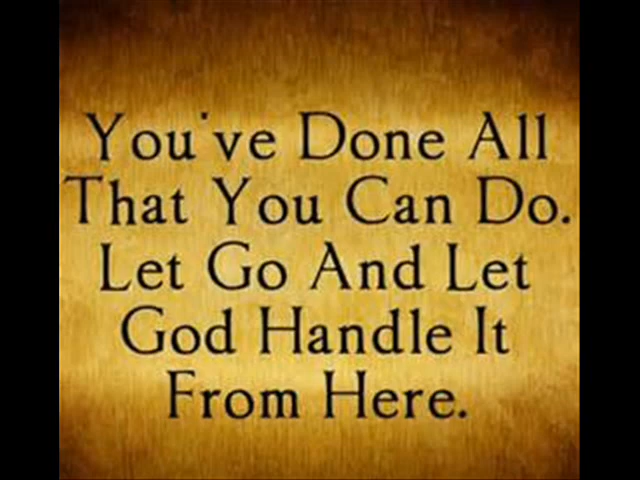 You've Done All
That You Can Do.
Let Go And Let
God Handle It
From Here.